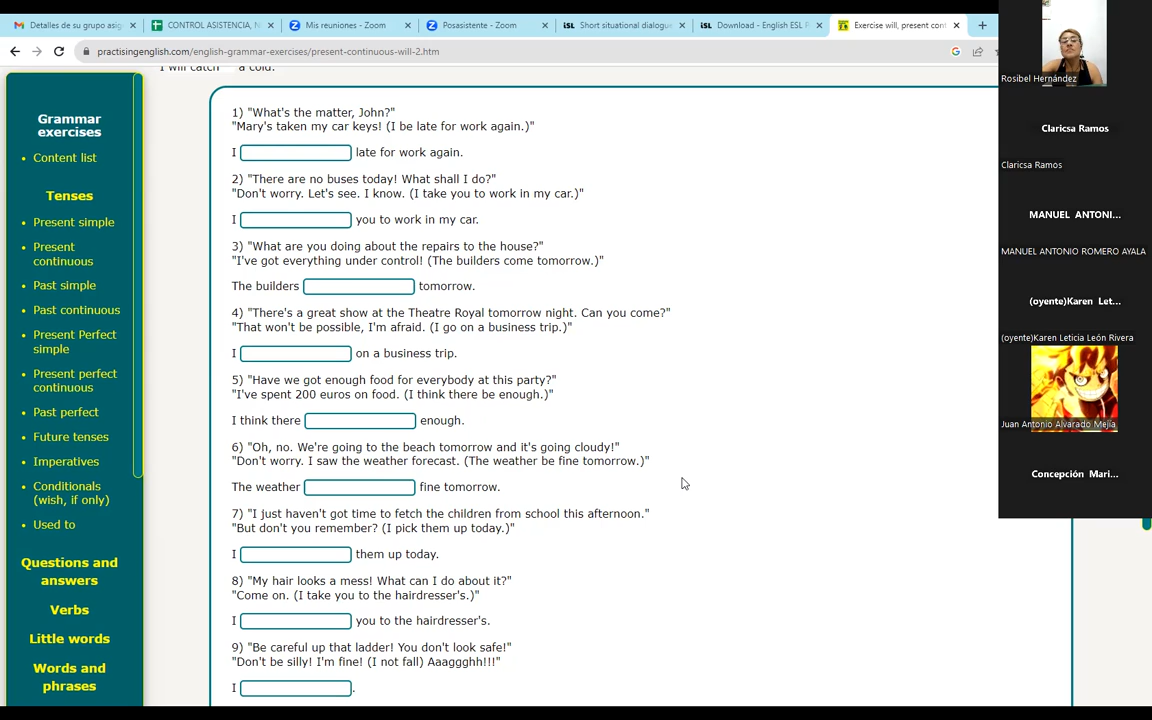 Detalles de su grupo asig
CONTROL ASISTENCIA, N
Mis reuniones - Zoom
Posasistente - Zoom
iSL Short situational dialogue
iSL Download - English ESL P
Exercise will, present cont
practisingenglish.com/english-grammar-exercises/present-continuous-will-2.htm
I will catch a cold.
Grammar
exercises
Content list
Tenses
Present simple
Present
continuous
Past simple
Past continuous
Present Perfect
simple
Present perfect
continuous
Past perfect
Future tenses
Imperatives
Conditionals
(wish, if only)
Used to
Questions and
answers
Verbs
Little words
Words and
phrases
1) "What's the matter, John?"
"Mary's taken my car keys! (I be late for work again.)"
I late for work again.
2) "There are no buses today! What shall I do?"
"Don't worry. Let's see. I know. (I take you to work in my car.)"
I you to work in my car.
3) "What are you doing about the repairs to the house?"
"I've got everything under control! (The builders come tomorrow.)"
The builders tomorrow.
4) "There's a great show at the Theatre Royal tomorrow night. Can you come?"
"That won't be possible, I'm afraid. (I go on a business trip.)"
I on a business trip.
5) "Have we got enough food for everybody at this party?"
"I've spent 200 euros on food. (I think there be enough.)"
I think there enough.
6) "Oh, no. We're going to the beach tomorrow and it's going cloudy!"
"Don't worry. I saw the weather forecast. (The weather be fine tomorrow.)"
The weather fine tomorrow.
7) "I just haven't got time to fetch the children from school this afternoon."
"But don't you remember? (I pick them up today.)"
I them up today.
8) "My hair looks a mess! What can I do about it?"
"Come on. (I take you to the hairdresser's.)"
I you to the hairdresser's.
9) "Be careful up that ladder! You don't look safe!"
"Don't be silly! I'm fine! (I not fall) Aaaggghh!!!"
I .
Rosibel Hernández
Claricsa Ramos
Claricsa Ramos
MANUEL ANTONI...
MANUEL ANTONIO ROMERO AYALA
(oyente)Karen Let...
(oyente)Karen Leticia León Rivera
Juan Antonio Alvarado Mejía
Concepción Mari...